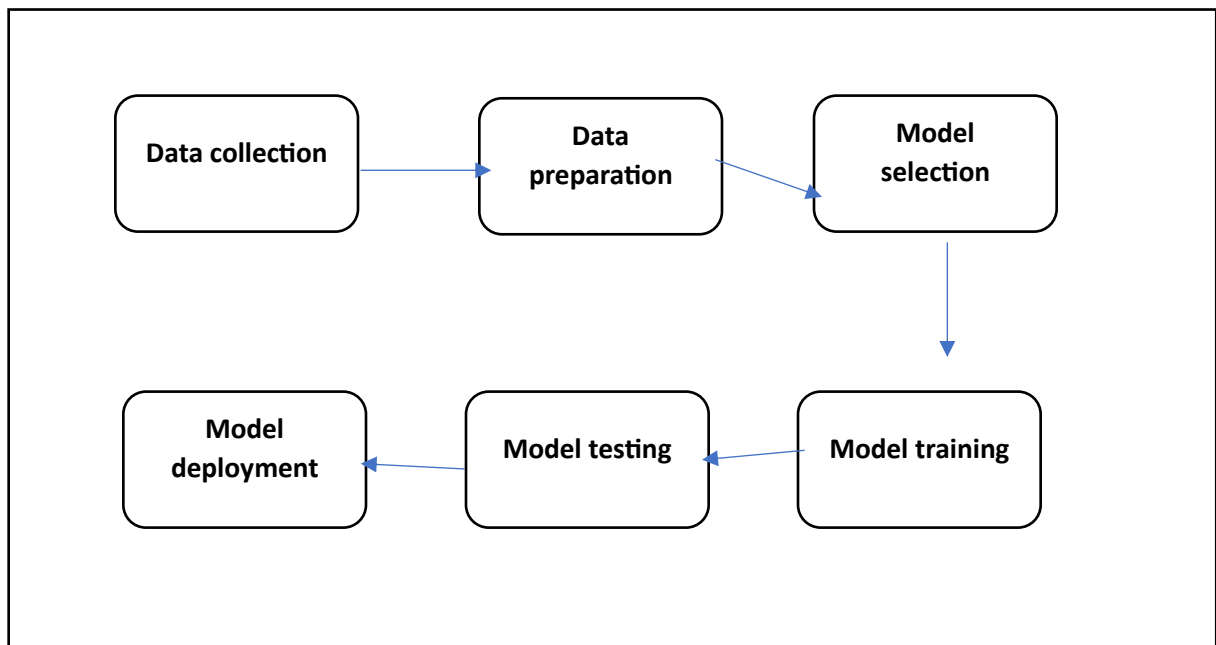 Data collection
Data
preparation
Model
selection
Model training
Model testing
Model
deployment